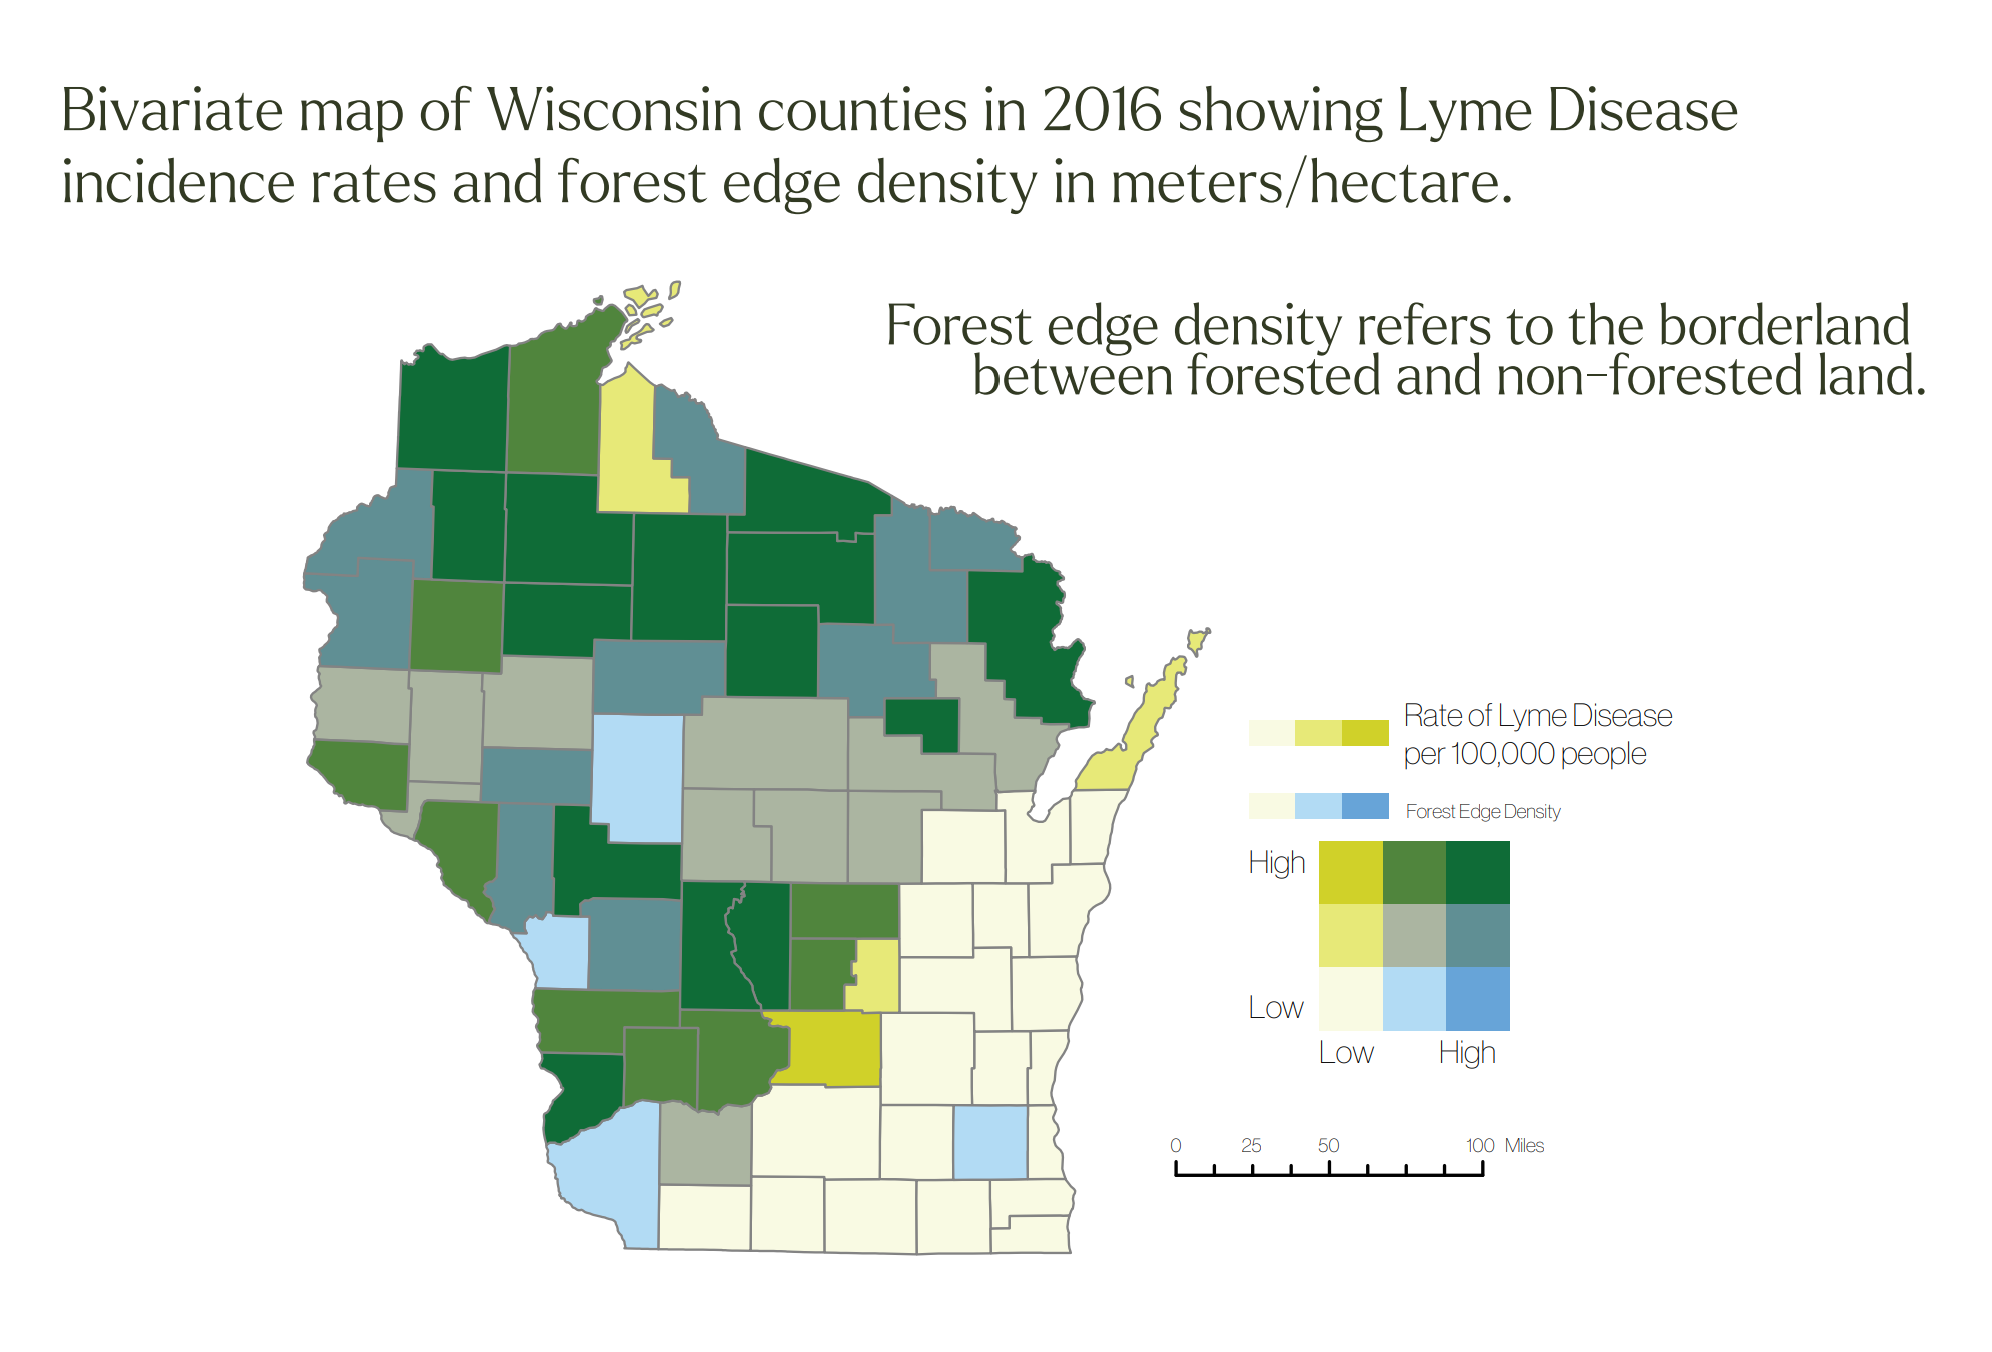 Bivariate map of Wisconsin counties in 2016 showing Lyme Disease
incidence rates and forest edge density in meters/hectare.
Forest edge density refers to the borderland
between forested and non-forested land.
Rate of Lyme Disease
per 100,000 people
Forest Edge Density
High
Low
Low High
0 25 50 100 Miles